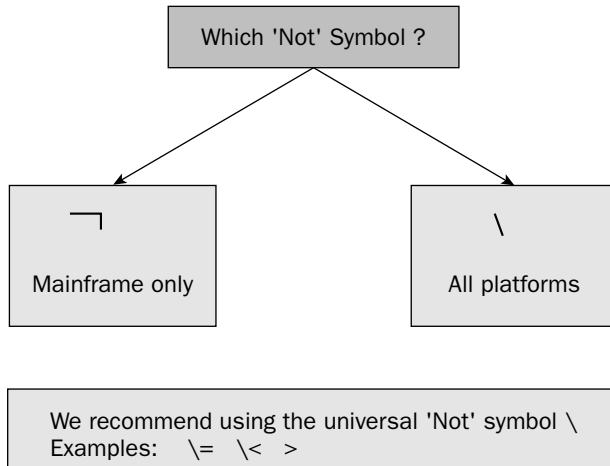 Which 'Not' Symbol ?
¬ \
Mainframe only All platforms
We recommend using the universal 'Not' symbol \
Examples: \= \< >